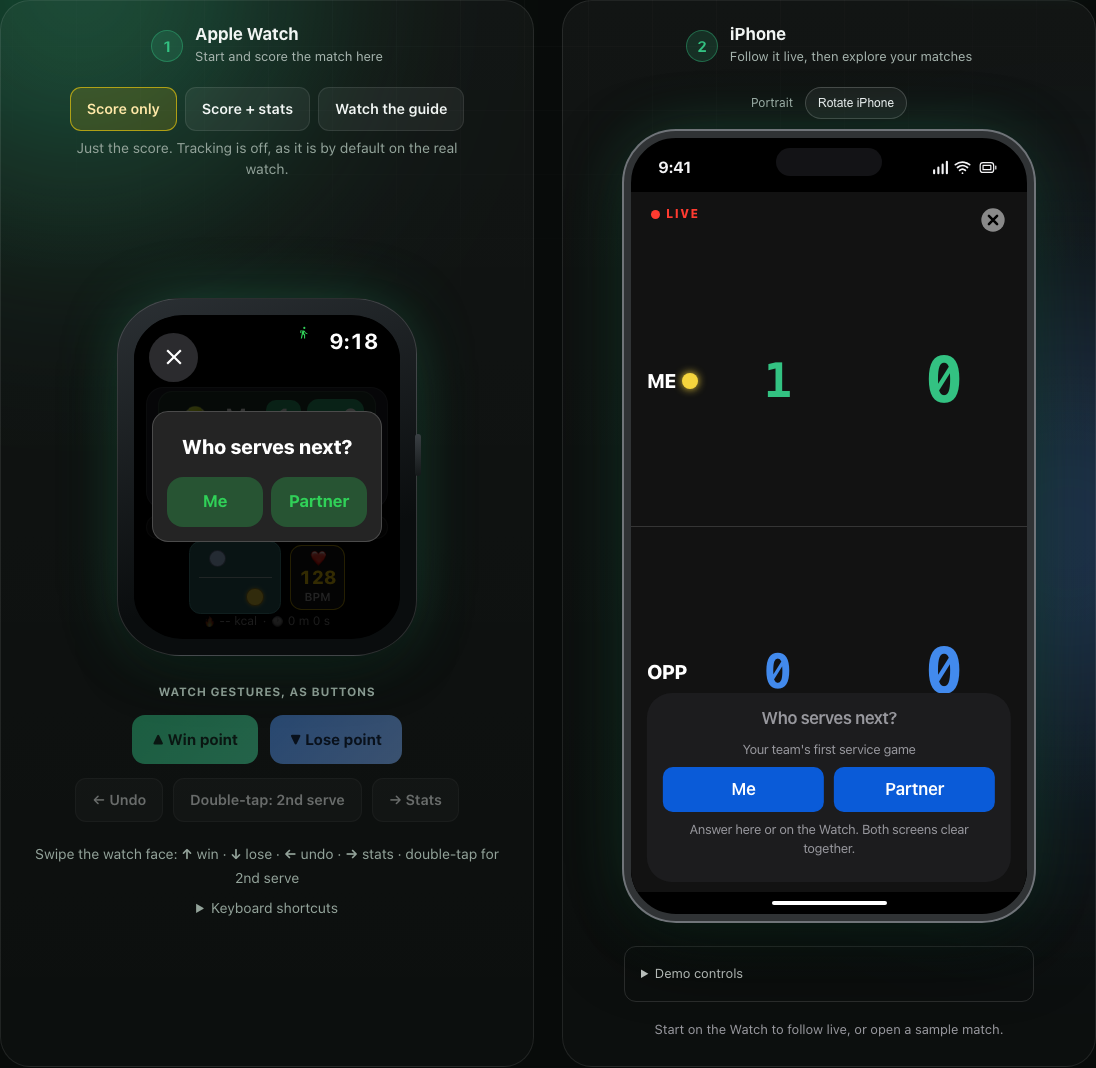 1
Apple Watch
Start and score the match here
Score only
Score + stats
Watch the guide
Just the score. Tracking is off, as it is by default on the real
watch.
9:18
Who serves next?
Me
Partner
128
BPM
-- kcal · 0 m 0 s
WATCH GESTURES, AS BUTTONS
▲ Win point
▼ Lose point
← Undo
Double-tap: 2nd serve
→ Stats
Swipe the watch face: ↑ win · ↓ lose · ← undo · → stats · double-tap for
2nd serve
▶ Keyboard shortcuts
2
iPhone
Follow it live, then explore your matches
Portrait
Rotate iPhone
9:41
LIVE
ME
1
0
OPP
0
0
Who serves next?
Your team's first service game
Me
Partner
Answer here or on the Watch. Both screens clear
together.
▶ Demo controls
Start on the Watch to follow live, or open a sample match.